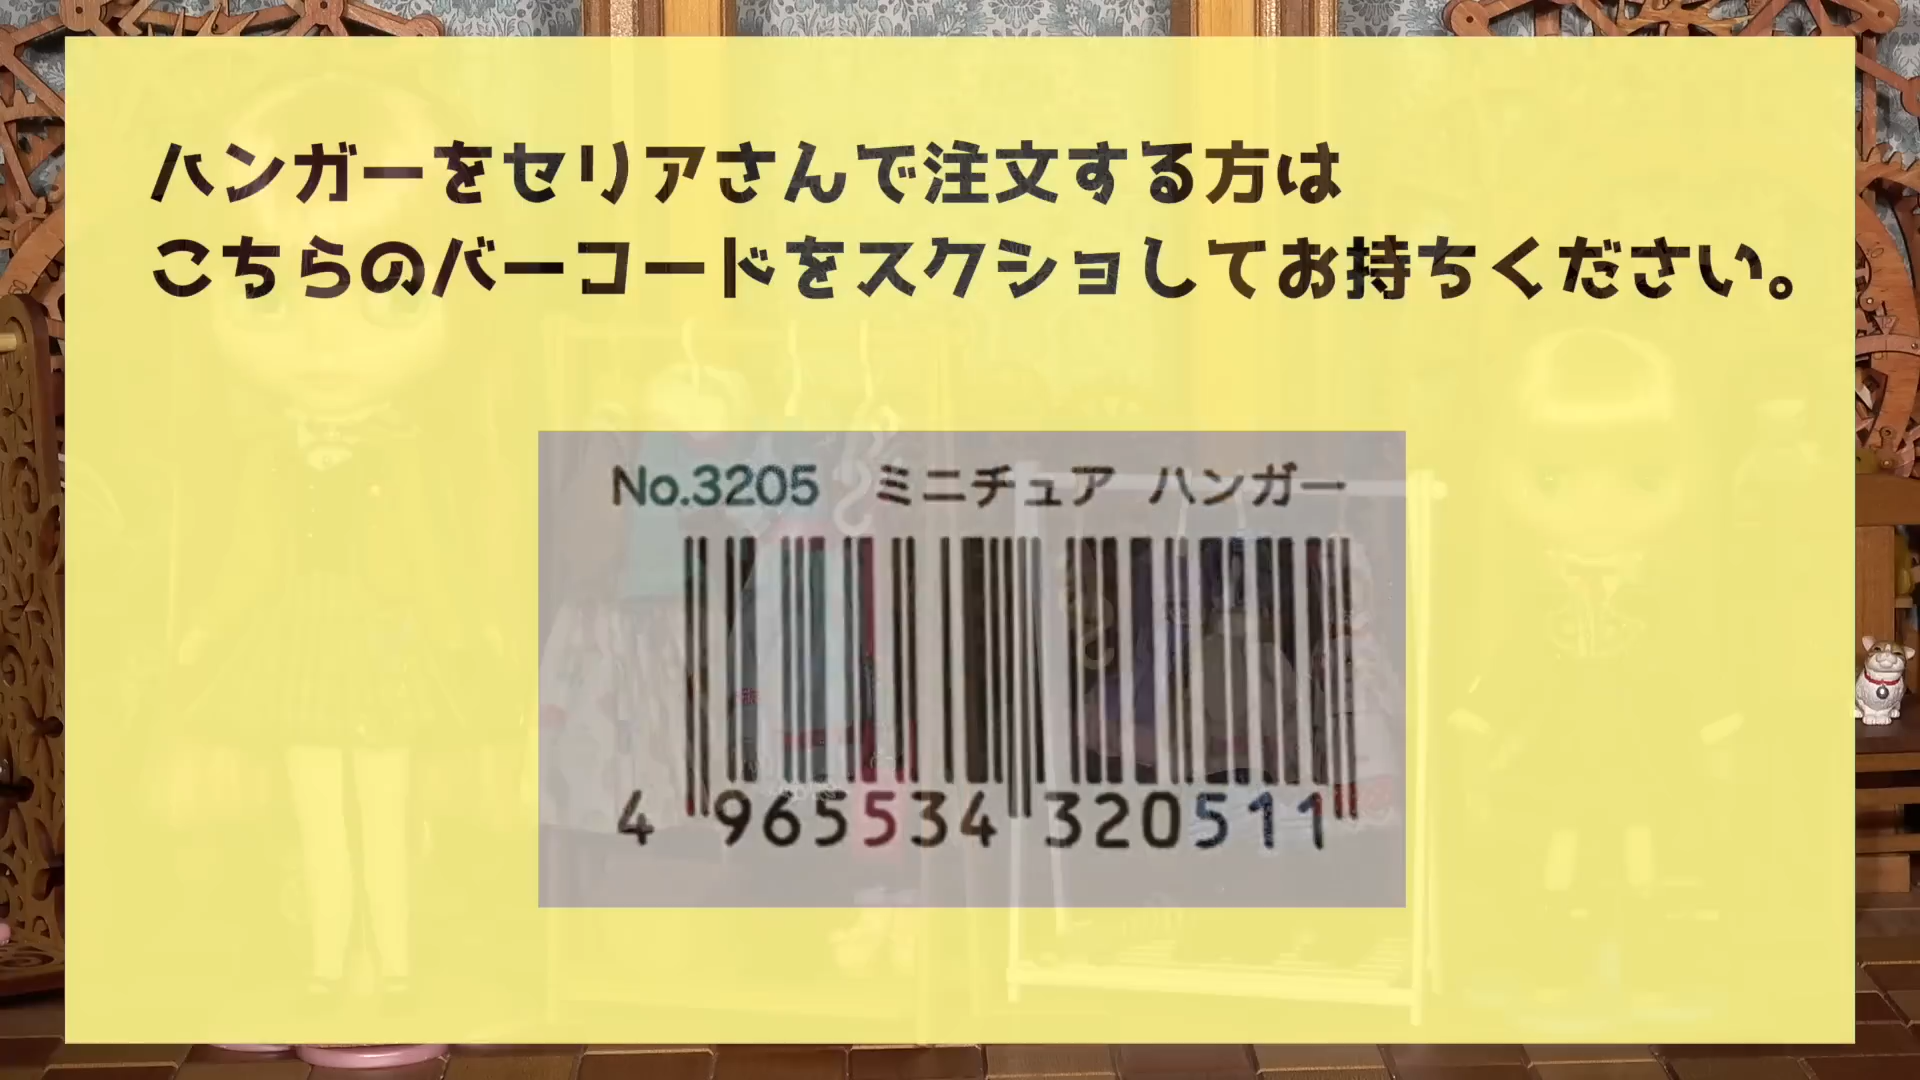 ハンガーをセリアさんで注文する方は
こちらのバーコードをスクショしてお持ちください。
No.3205 ミニチュア ハンガー
4 965534 320511